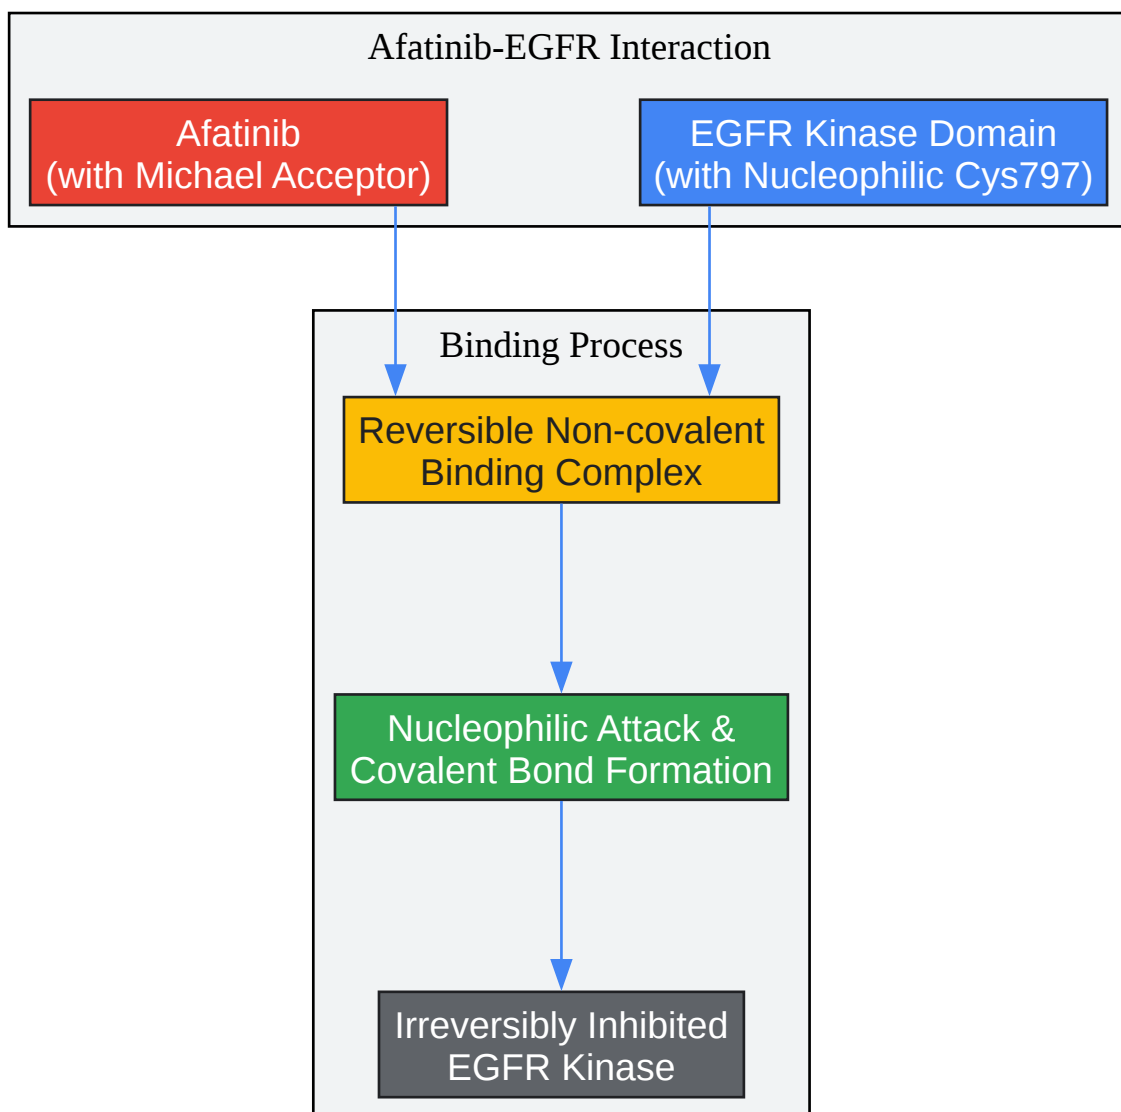 Afatinib-EGFR Interaction
Afatinib
(with Michael Acceptor)
EGFR Kinase Domain
(with Nucleophilic Cys797)
Binding Process
Reversible Non-covalent
Binding Complex
Nucleophilic Attack &
Covalent Bond Formation
Irreversibly Inhibited
EGFR Kinase